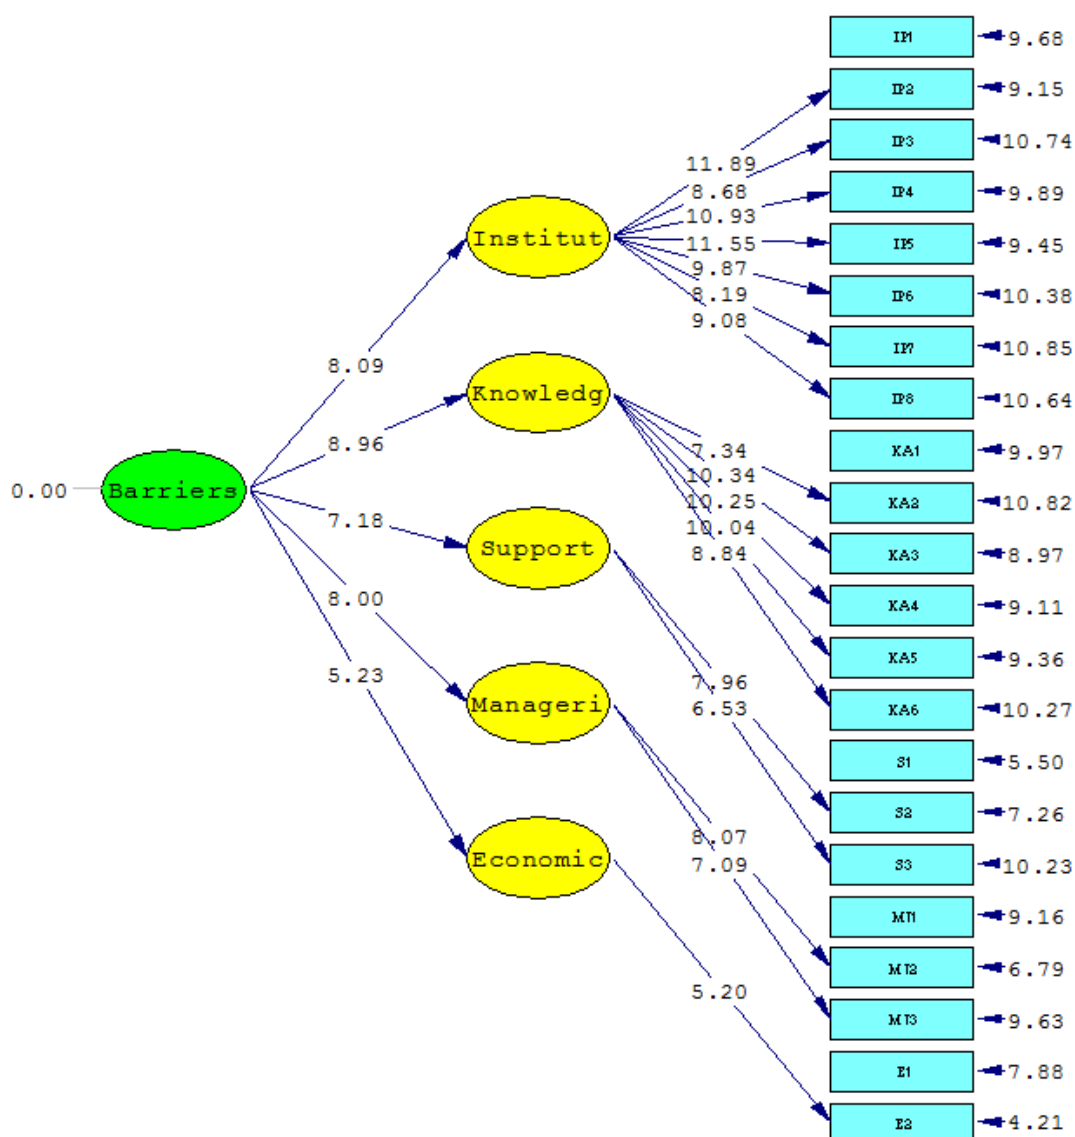 IP1 9.68
IP2 9.15
IP3 10.74
11.89
8.68
IP4 9.89
10.93
Institut 11.55 IP5 9.45
9.87
8.19 IP6 10.38
9.08
IP7 10.85
8.09
Knowledg IP8 10.64
8.96 7.34 KA1 9.97
10.34
0.00 Barriers 10.25 KA2 10.82
7.18 10.04
Support 8.84 KA3 8.97
8.00 KA4 9.11
5.23 KA5 9.36
7.96
Manageri 6.53 KA6 10.27
S1 5.50
S2 7.26
8.07
Economic 7.09 S3 10.23
9.16
6.79
5.20
9.63
E1 7.88
E2 4.21